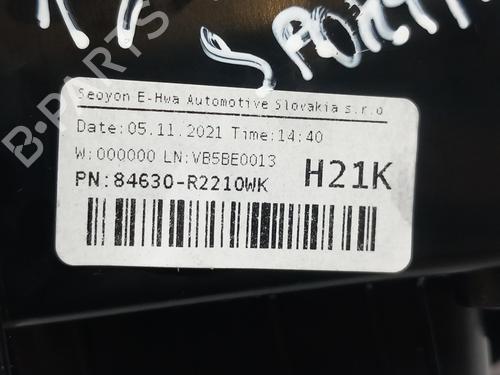 Seoyon E-Hwa Automotive Slovakia s.r.o
Date:05.11.2021 Time:14:40
W:000000 LN:VB5BE0013
PN:84630-R2210WK
H21K
B-PARTS